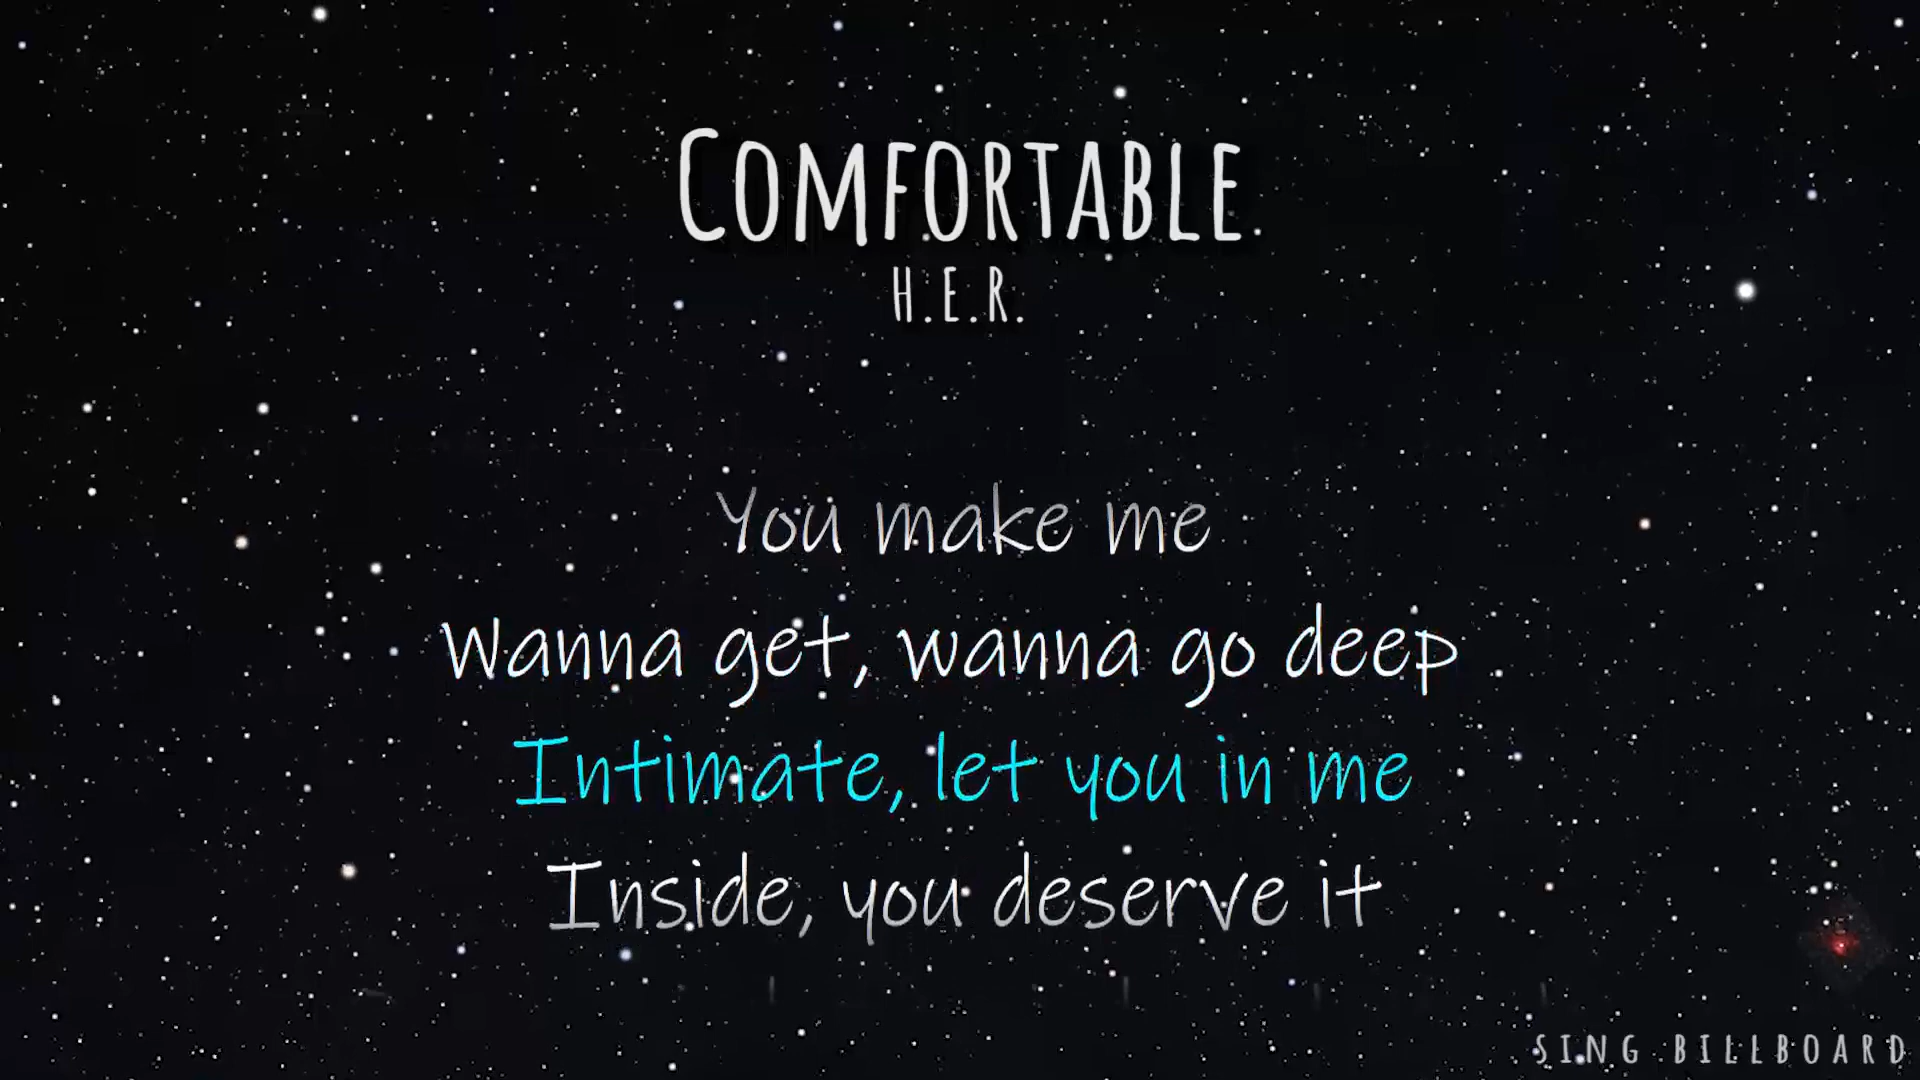 COMFORTABLE
H.E.R.
You make me
Wanna get, wanna go deep
Intimate, let you in me
Inside, you deserve it
SING BILLBOARD